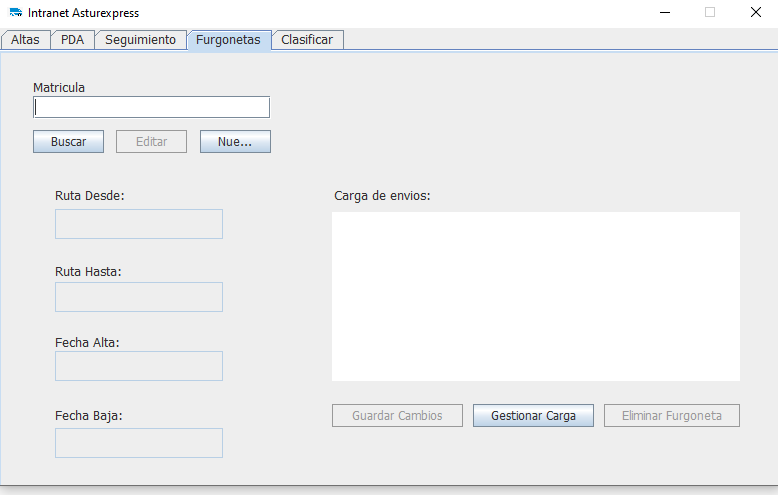 Intranet Asturexpress
Altas PDA Seguimiento Furgonetas Clasificar
Matricula
Buscar Editar Nue...
Ruta Desde:
Carga de envios:
Ruta Hasta:
Fecha Alta:
Fecha Baja:
Guardar Cambios Gestionar Carga Eliminar Furgoneta